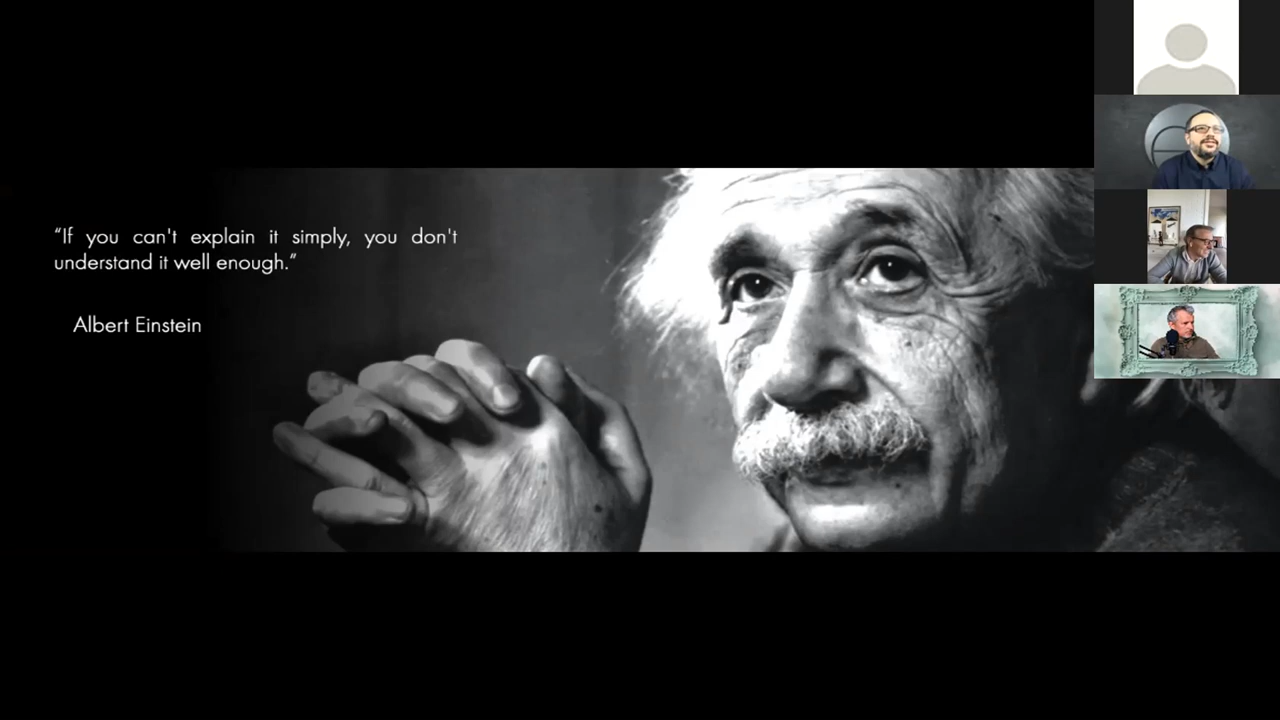 “If you can't explain it simply, you don't
understand it well enough.”
Albert Einstein